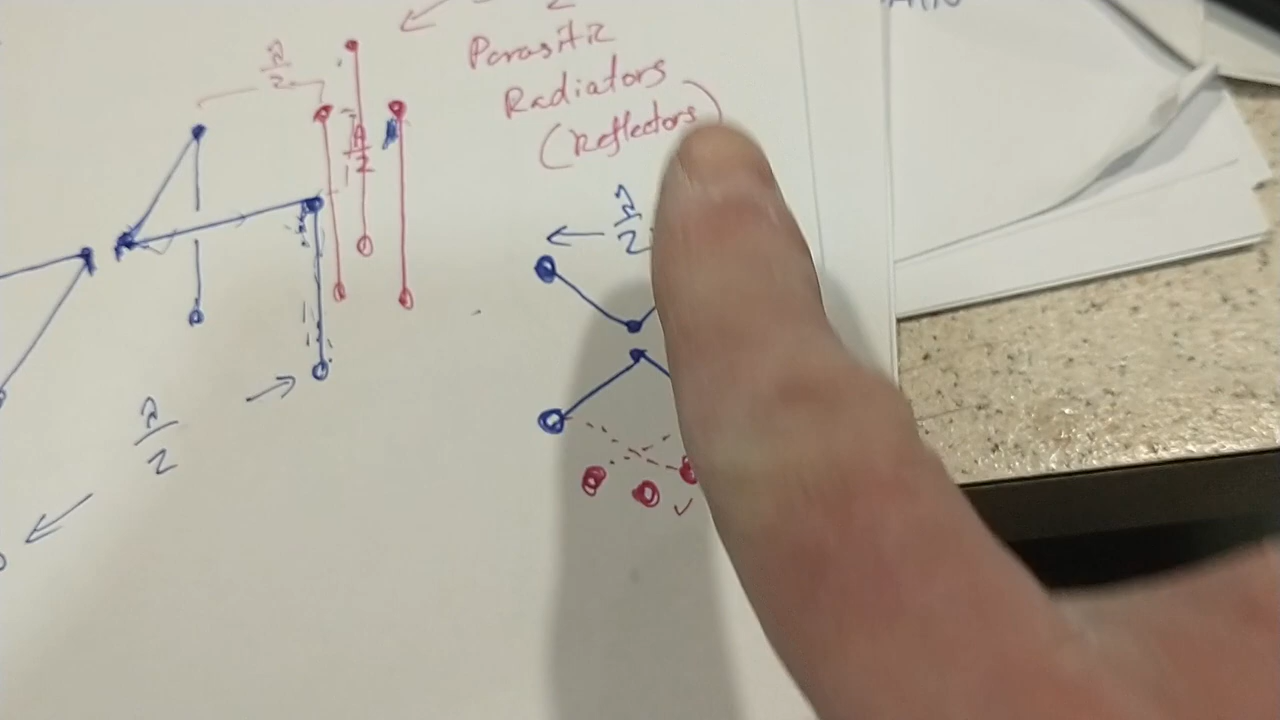 Parasitic
Radiators
(Reflectors)
λ
2
λ
2
λ
2
λ
2